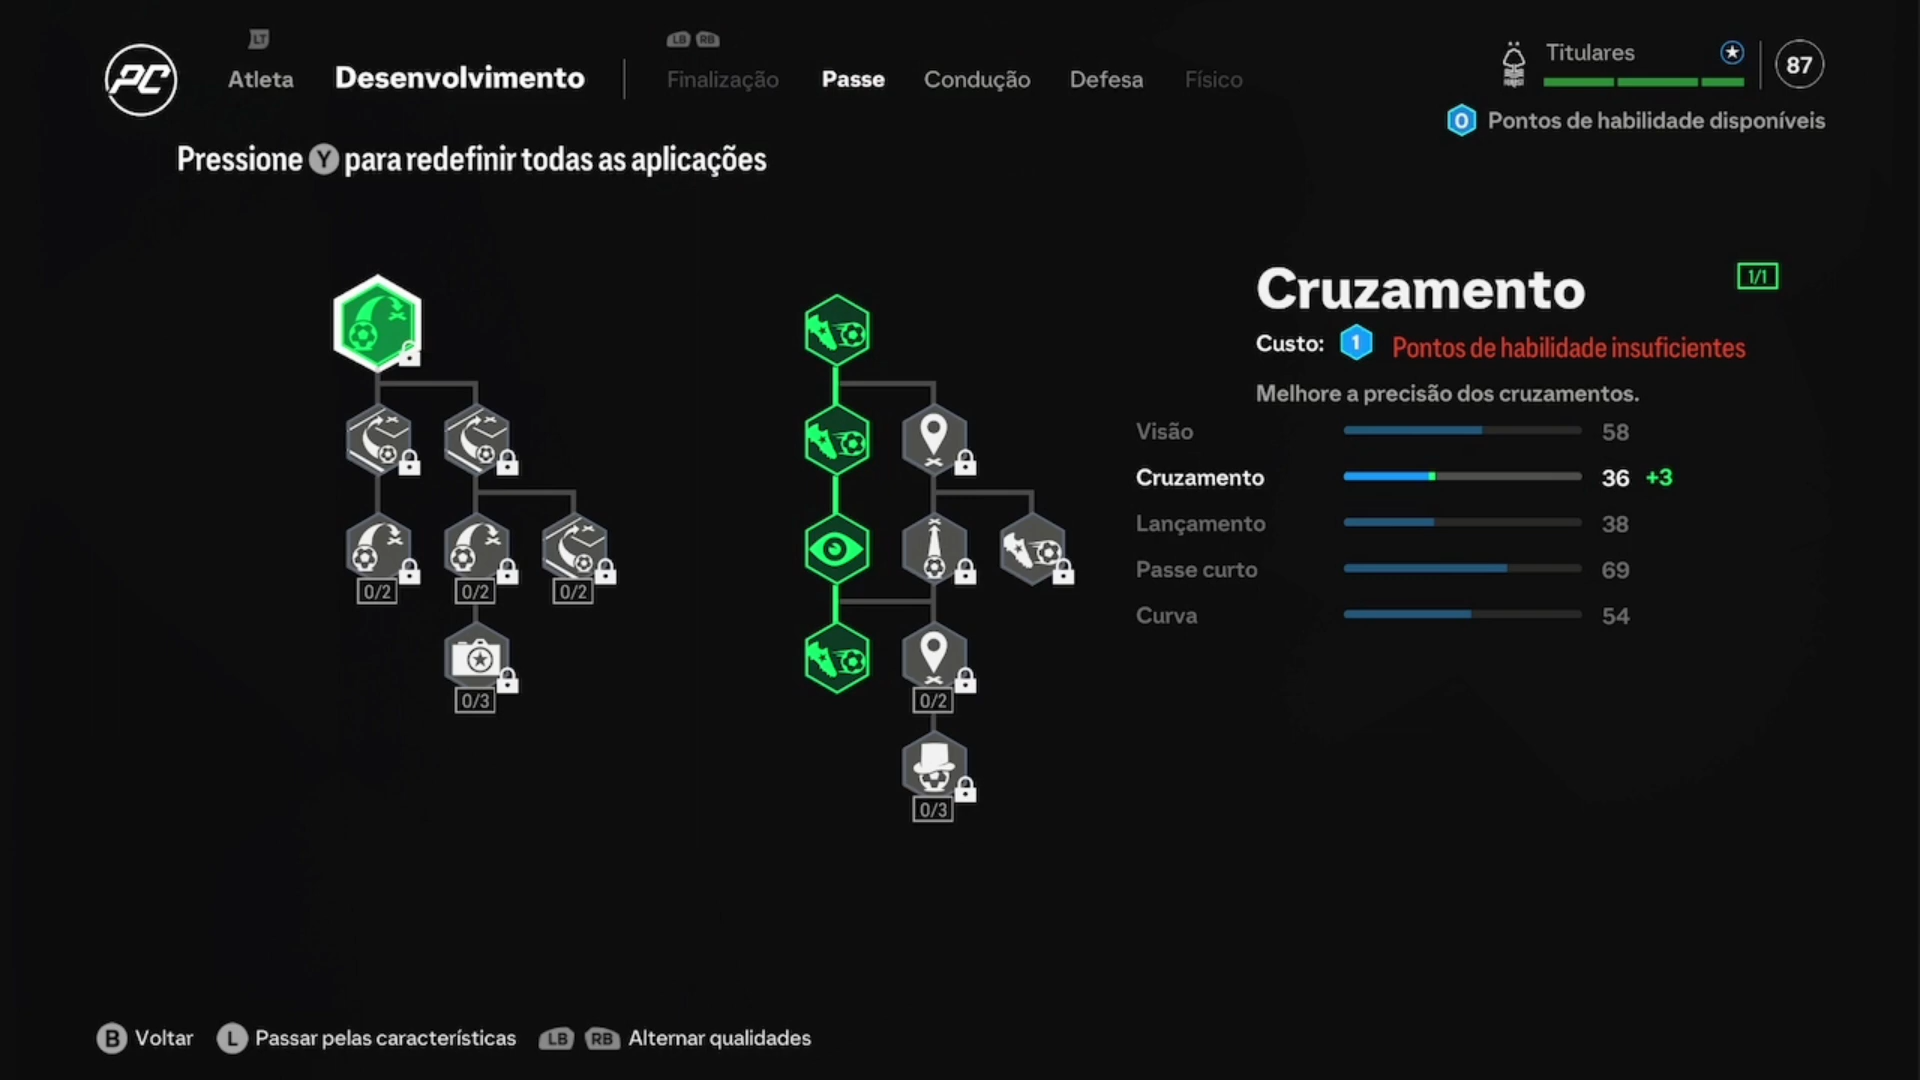 LT
LB RB
PC
Atleta
Desenvolvimento
Finalização
Passe
Condução
Defesa
Físico
Titulares
87
0 Pontos de habilidade disponíveis
Pressione Y para redefinir todas as aplicações
Cruzamento
1/1
Custo: 1 Pontos de habilidade insuficientes
Melhore a precisão dos cruzamentos.
Visão 58
Cruzamento 36 +3
Lançamento 38
Passe curto 69
Curva 54
0/2
0/2
0/2
0/3
0/2
0/3
B Voltar
L Passar pelas características
LB RB Alternar qualidades